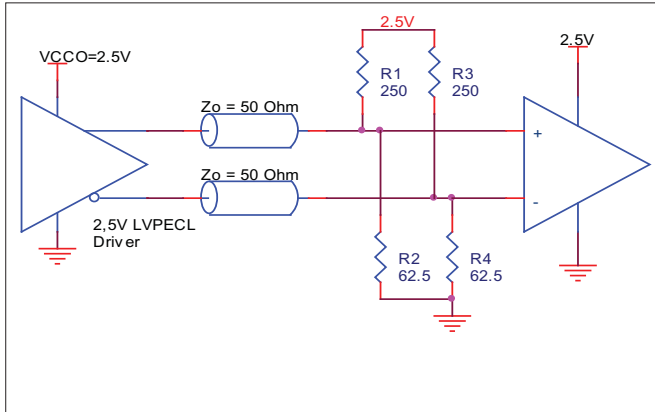 VCCO=2.5V
2.5V
2.5V
R1
250
R3
250
Zo = 50 Ohm
+
Zo = 50 Ohm
-
2,5V LVPECL
Driver
R2
62.5
R4
62.5